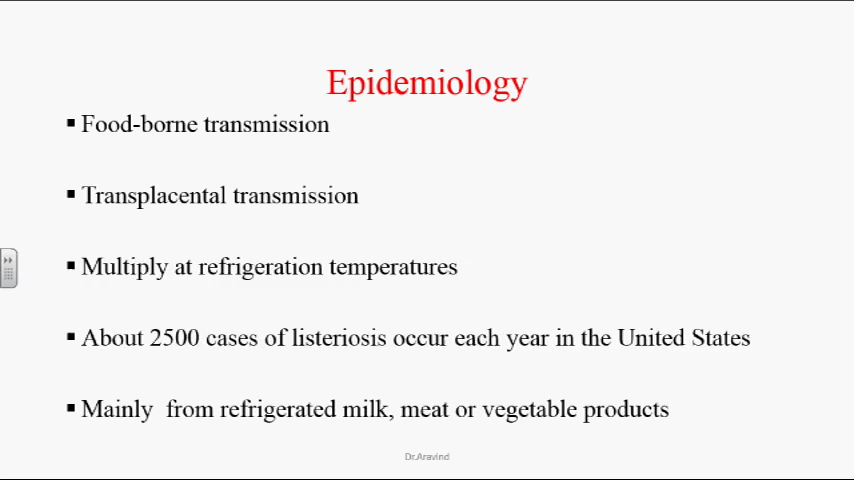 Epidemiology
▪ Food-borne transmission
▪ Transplacental transmission
▪ Multiply at refrigeration temperatures
▪ About 2500 cases of listeriosis occur each year in the United States
▪ Mainly  from refrigerated milk, meat or vegetable products
Dr.Aravind